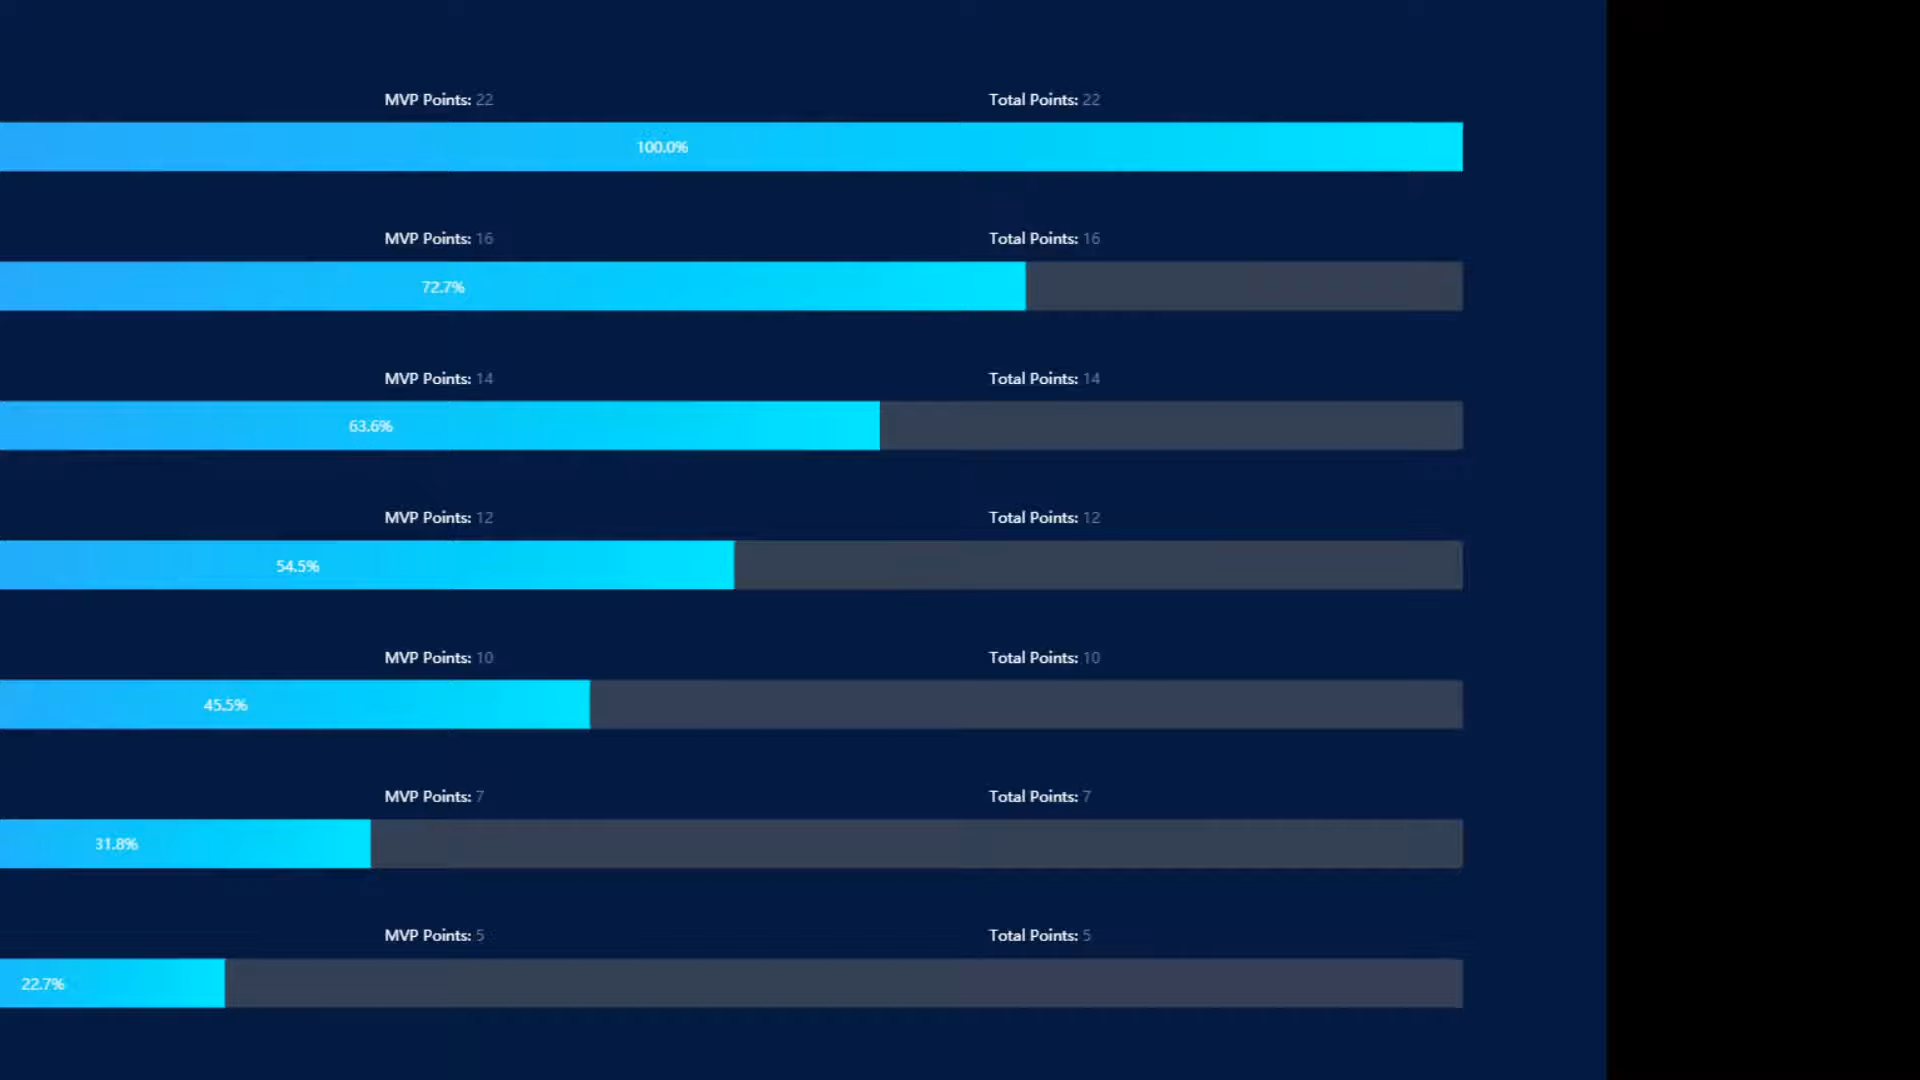 MVP Points: 22 Total Points: 22
100.0%
MVP Points: 16 Total Points: 16
72.7%
MVP Points: 14 Total Points: 14
63.6%
MVP Points: 12 Total Points: 12
54.5%
MVP Points: 10 Total Points: 10
45.5%
MVP Points: 7 Total Points: 7
31.8%
MVP Points: 5 Total Points: 5
22.7%